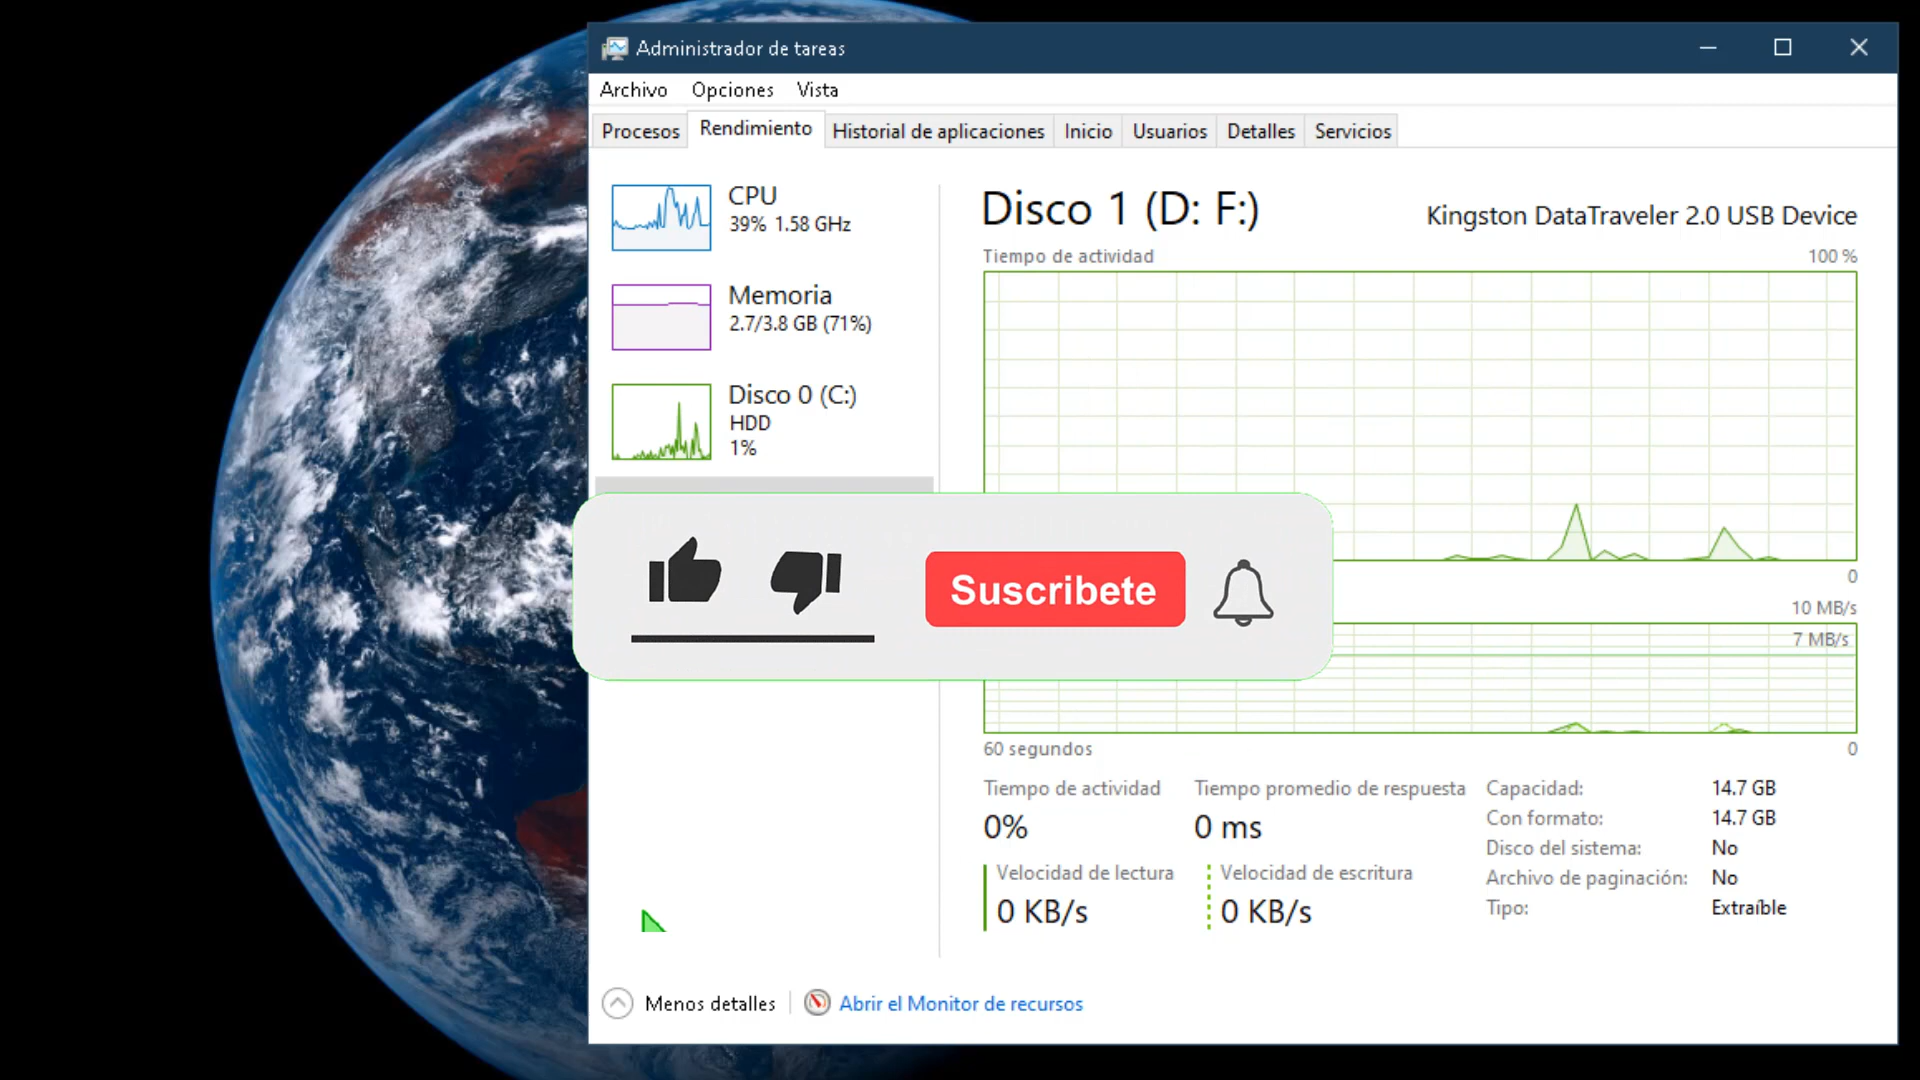 Administrador de tareas
Archivo Opciones Vista
Procesos Rendimiento Historial de aplicaciones Inicio Usuarios Detalles Servicios
CPU
39% 1.58 GHz
Memoria
2.7/3.8 GB (71%)
Disco 0 (C:)
HDD
1%
Disco 1 (D: F:) Kingston DataTraveler 2.0 USB Device
Tiempo de actividad 100 %
0
Suscribete
10 MB/s
7 MB/s
60 segundos 0
Tiempo de actividad
0%
Tiempo promedio de respuesta
0 ms
Velocidad de lectura
0 KB/s
Velocidad de escritura
0 KB/s
Capacidad: 14.7 GB
Con formato: 14.7 GB
Disco del sistema: No
Archivo de paginación: No
Tipo: Extraíble
Menos detalles Abrir el Monitor de recursos